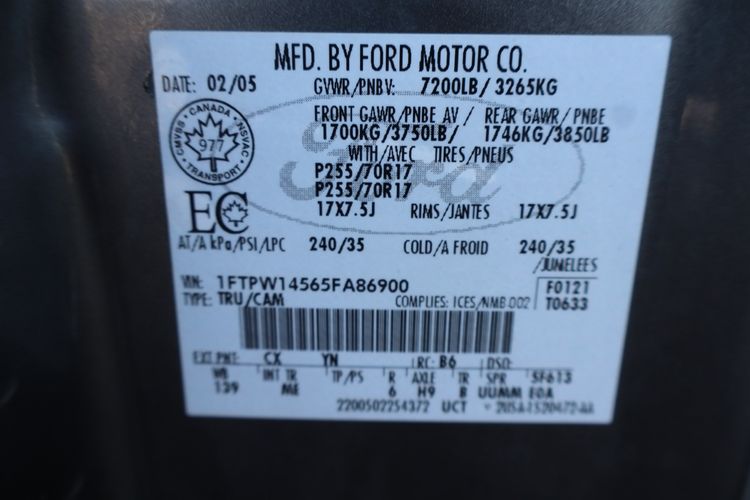 MFD. BY FORD MOTOR CO.
DATE: 02/05 GVWR/PNBV: 7200LB/ 3265KG
FRONT GAWR/PNBE AV / REAR GAWR/ PNBE
1700KG/3750LB/ 1746KG/3850LB
WITH/AVEC TIRES/PNEUS
P255/70R17
P255/70R17
17X7.5J RIMS/JANTES 17X7.5J
CANADA
CMVSS NSVAC
977
TRANSPORT
Ford
EC
AT/A kPa/PSI/LPC 240/35 COLD/A FROID 240/35
/JUMELEES
VIN: 1FTPW14565FA86900 F0121
TYPE: TRU/CAM COMPLIES: ICES/NMB-002 T0633
EXT PNT: CX YN RC: B6 DSO:
WB INT TR TP/PS R AXLE TR SPR 5F613
139 ME 6 H9 B UUMM E0A
2200502254372 UCT